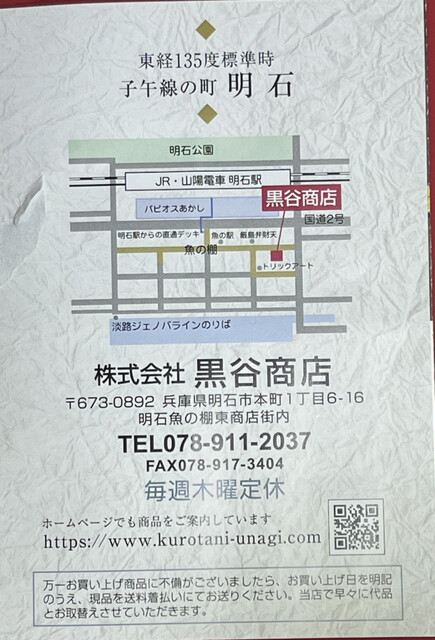 東経135度標準時
子午線の町 明石
明石公園
JR・山陽電車 明石駅
黒谷商店
パピオスあかし
国道2号
明石駅からの直通デッキ
魚の駅 厳島弁財天
魚の棚
トリックアート
淡路ジェノバラインのりば
株式会社 黒谷商店
〒673-0892 兵庫県明石市本町1丁目6-16
明石魚の棚東商店街内
TEL078-911-2037
FAX078-917-3404
毎週木曜定休
ホームページでも商品をご案内しています
https://www.kurotani-unagi.com
万一お買い上げ商品に不備がございましたら、お買い上げ日を明記
のうえ、現品を送料着払いにてお送りください。当店で早々に代品
とお取替えさせていただきます。